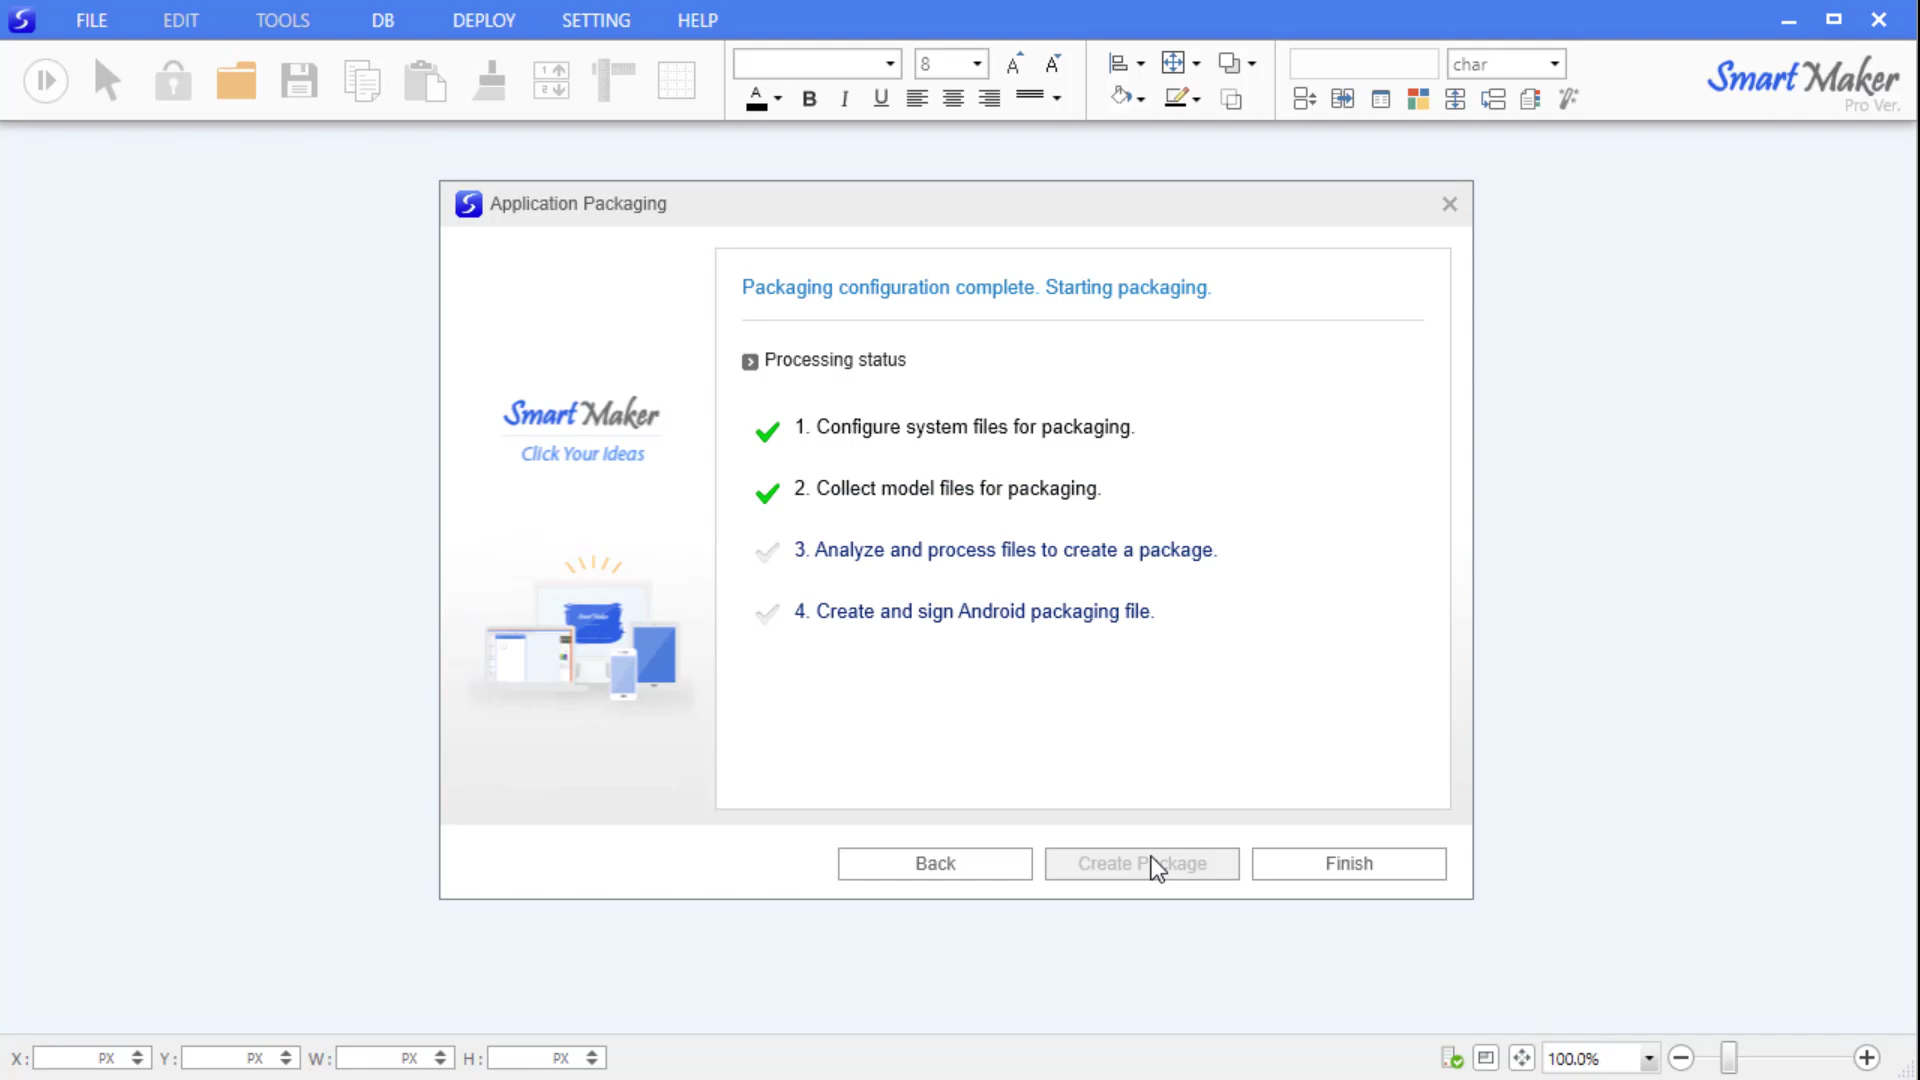 FILE EDIT TOOLS DB DEPLOY SETTING HELP
8
char
A B I U
Smart Maker
Pro Ver.
Application Packaging
Packaging configuration complete. Starting packaging.
Processing status
1. Configure system files for packaging.
2. Collect model files for packaging.
3. Analyze and process files to create a package.
4. Create and sign Android packaging file.
Smart Maker
Click Your Ideas
Back Create Package Finish
X: PX Y: PX W: PX H: PX 100.0%